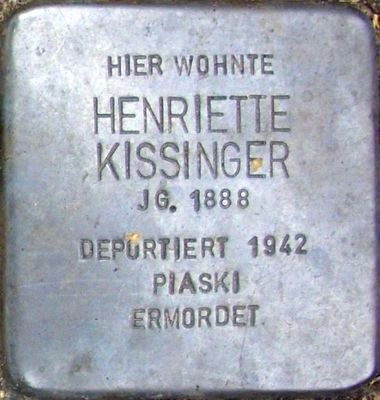 HIER WOHNTE
HENRIETTE
KISSINGER
JG. 1888
DEPORTIERT 1942
PIASKI
ERMORDET